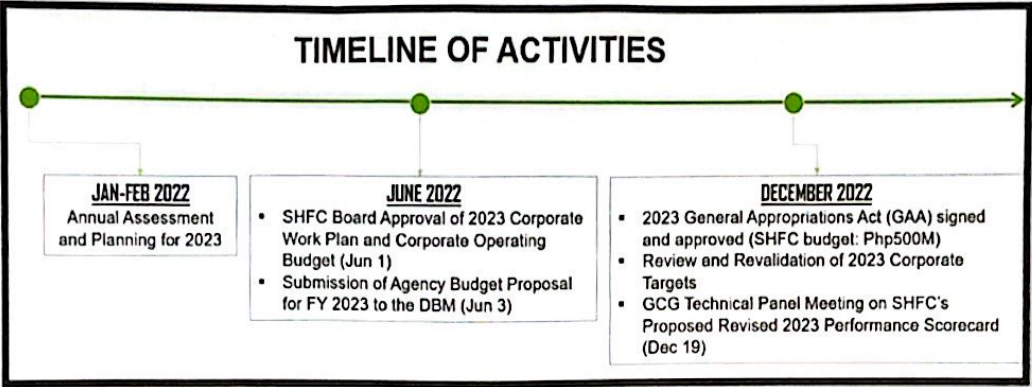 TIMELINE OF ACTIVITIES
JAN-FEB 2022
Annual Assessment
and Planning for 2023
JUNE 2022
▪ SHFC Board Approval of 2023 Corporate
Work Plan and Corporate Operating
Budget (Jun 1)
▪ Submission of Agency Budget Proposal
for FY 2023 to the DBM (Jun 3)
DECEMBER 2022
▪ 2023 General Appropriations Act (GAA) signed
and approved (SHFC budget: Php500M)
▪ Review and Revalidation of 2023 Corporate
Targets
▪ GCG Technical Panel Meeting on SHFC's
Proposed Revised 2023 Performance Scorecard
(Dec 19)